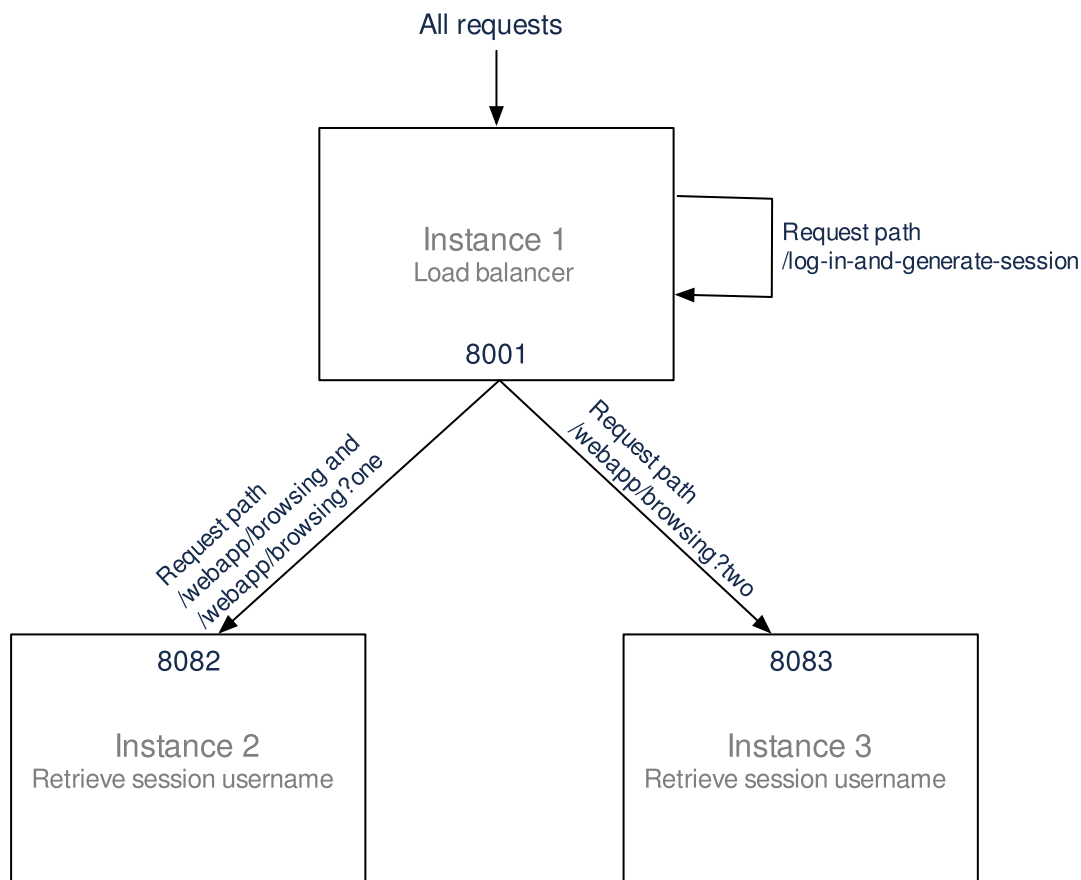 All requests
Instance 1
Load balancer
8001
Request path
/log-in-and-generate-session
Request path
/webapp/browsing and
/webapp/browsing?one
Request path
/webapp/browsing?two
8082
Instance 2
Retrieve session username
8083
Instance 3
Retrieve session username